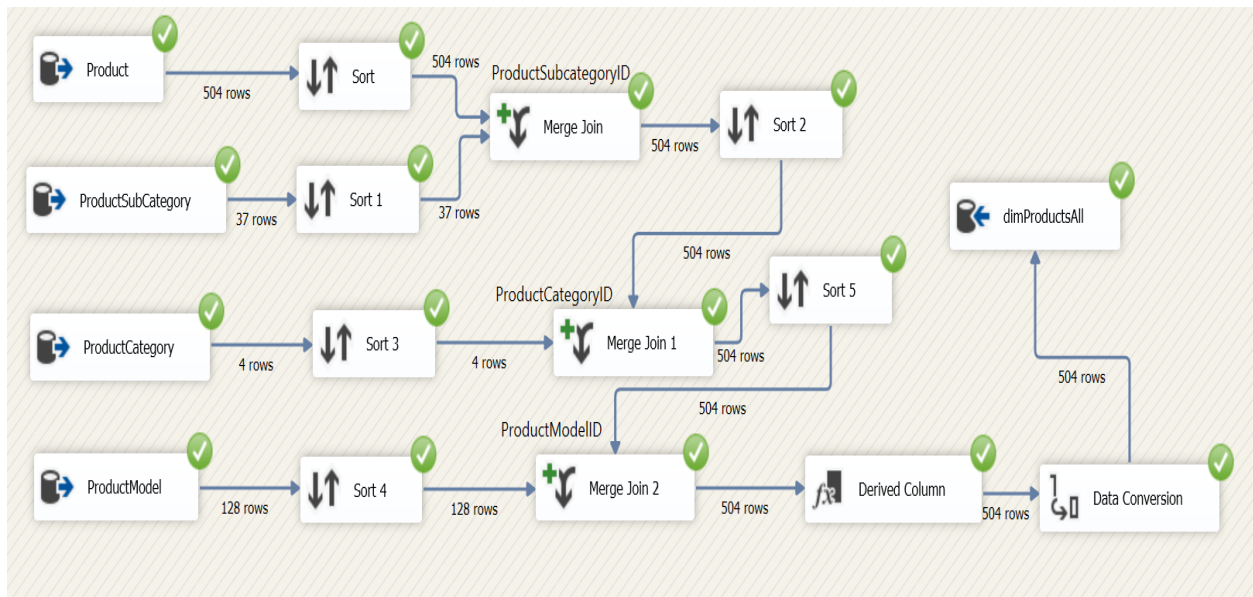 Product
504 rows
Sort
504 rows
ProductSubcategoryID
Merge Join
504 rows
Sort 2
ProductSubCategory
37 rows
Sort 1
37 rows
504 rows
dimProductsAll
ProductCategory
4 rows
Sort 3
4 rows
ProductCategoryID
Merge Join 1
504 rows
Sort 5
504 rows
504 rows
ProductModel
128 rows
Sort 4
128 rows
ProductModelID
Merge Join 2
504 rows
fx
Derived Column
504 rows
Data Conversion